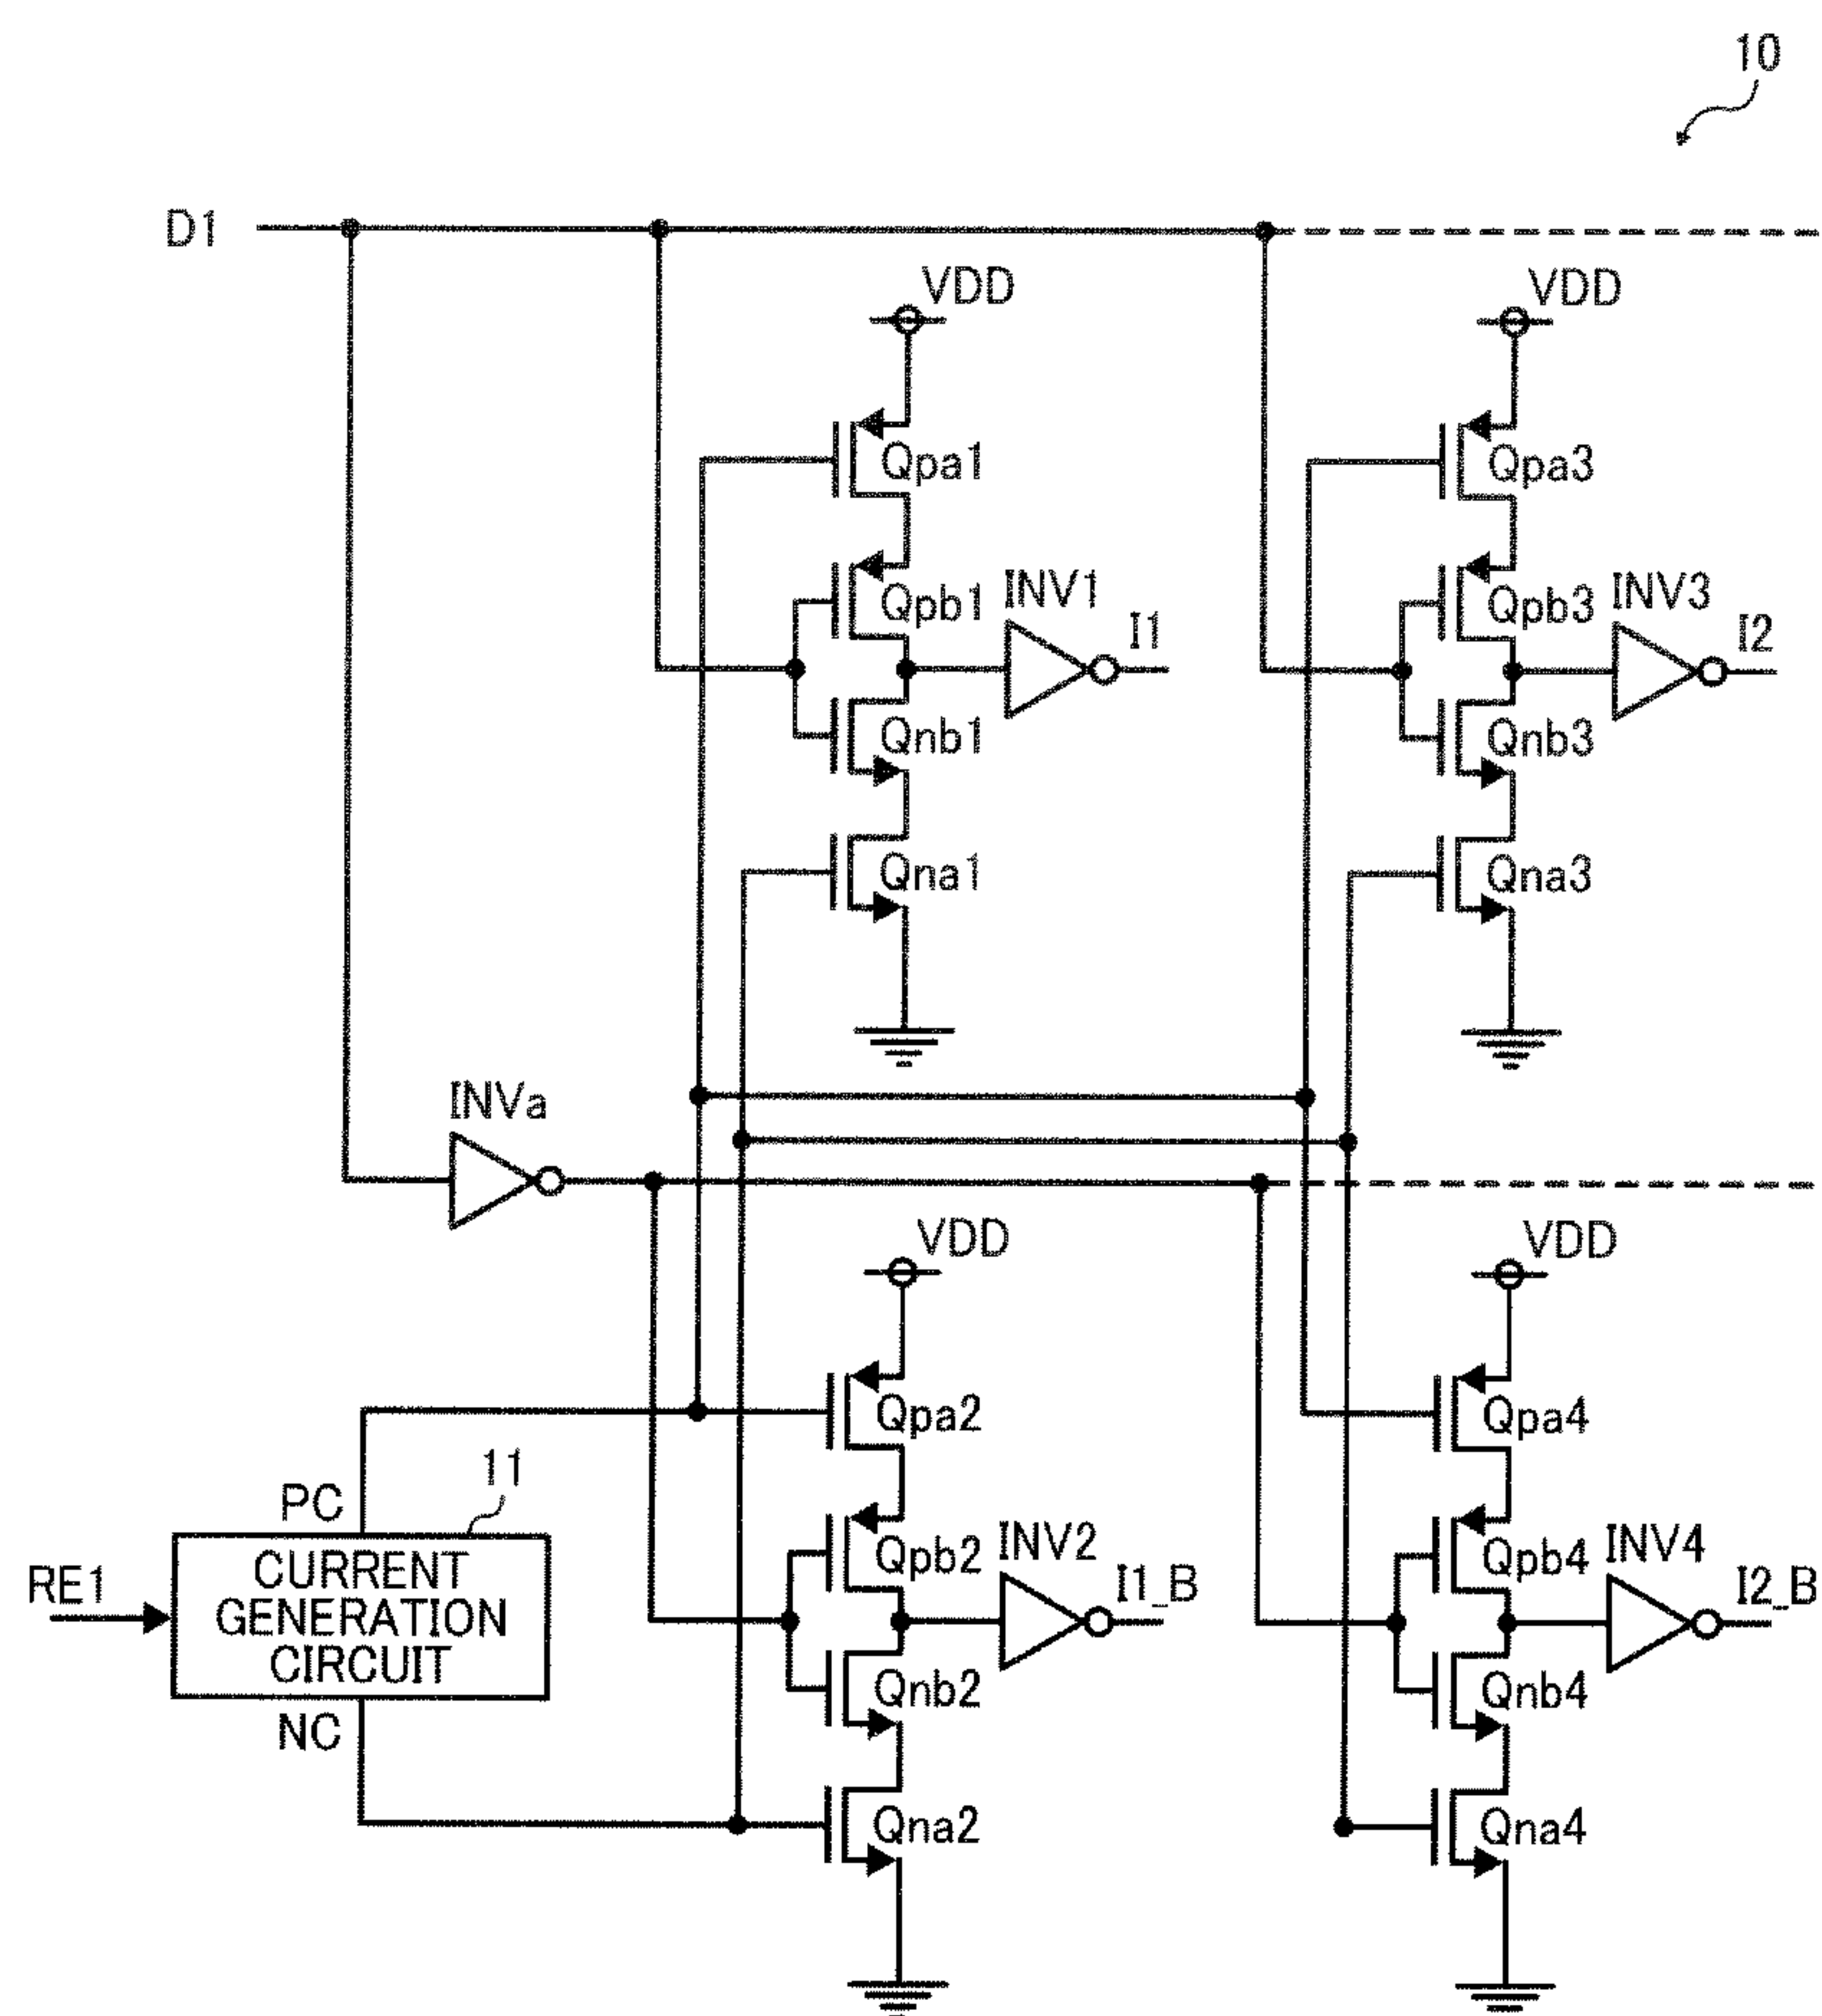 10
D1
VDD
VDD
Qpa1
Qpa3
Qpb1
INV1
I1
Qpb3
INV3
I2
Qnb1
Qnb3
Qna1
Qna3
INVa
VDD
VDD
Qpa2
Qpa4
PC
11
RE1
CURRENT
GENERATION
CIRCUIT
NC
Qpb2
INV2
I1_B
Qpb4
INV4
I2_B
Qnb2
Qnb4
Qna2
Qna4